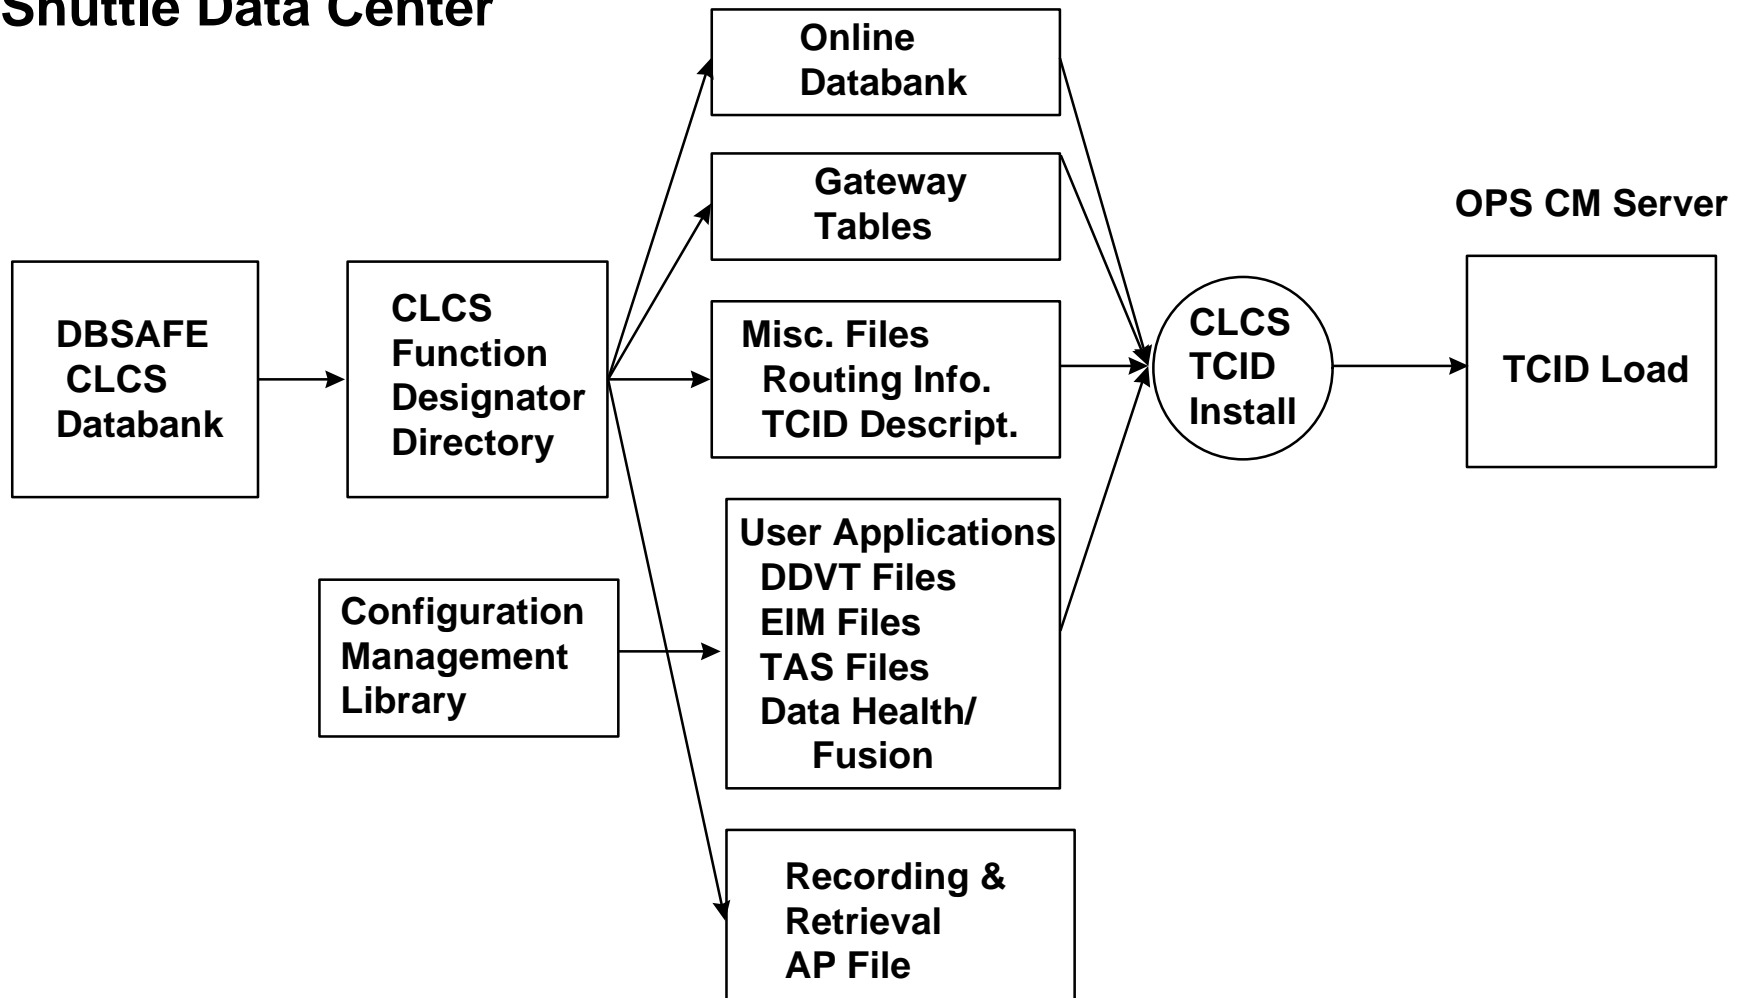 Shuttle Data Center
Online
Databank
Gateway
Tables
OPS CM Server
DBSAFE
CLCS
Databank
CLCS
Function
Designator
Directory
Misc. Files
Routing Info.
TCID Descript.
CLCS
TCID
Install
TCID Load
User Applications
DDVT Files
EIM Files
TAS Files
Data Health/
Fusion
Configuration
Management
Library
Recording &
Retrieval
AP File